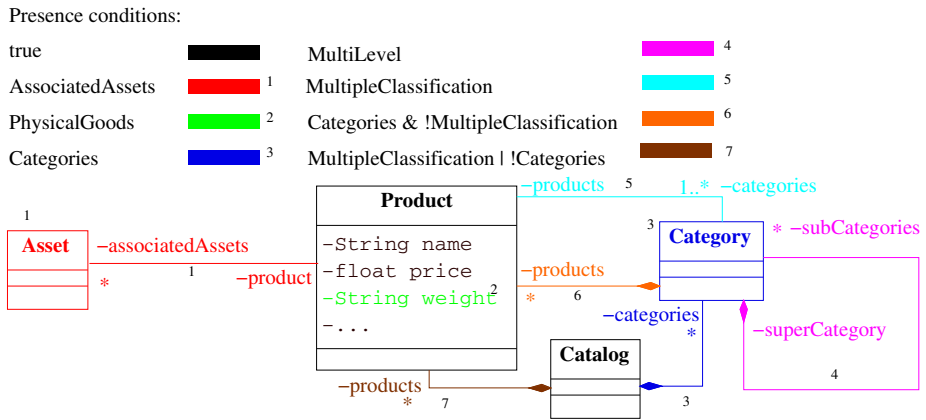 Presence conditions:
true
AssociatedAssets 1
PhysicalGoods 2
Categories 3
MultiLevel 4
MultipleClassification 5
Categories & !MultipleClassification 6
MultipleClassification | !Categories 7
1
Asset
−associatedAssets
*
1
−product
Product
−String name
−float price
−String weight 2
−...
−products
5
1..* −categories
3
Category
* −subCategories
−products
*
6
−categories
*
−superCategory
4
Catalog
−products
*
7
3